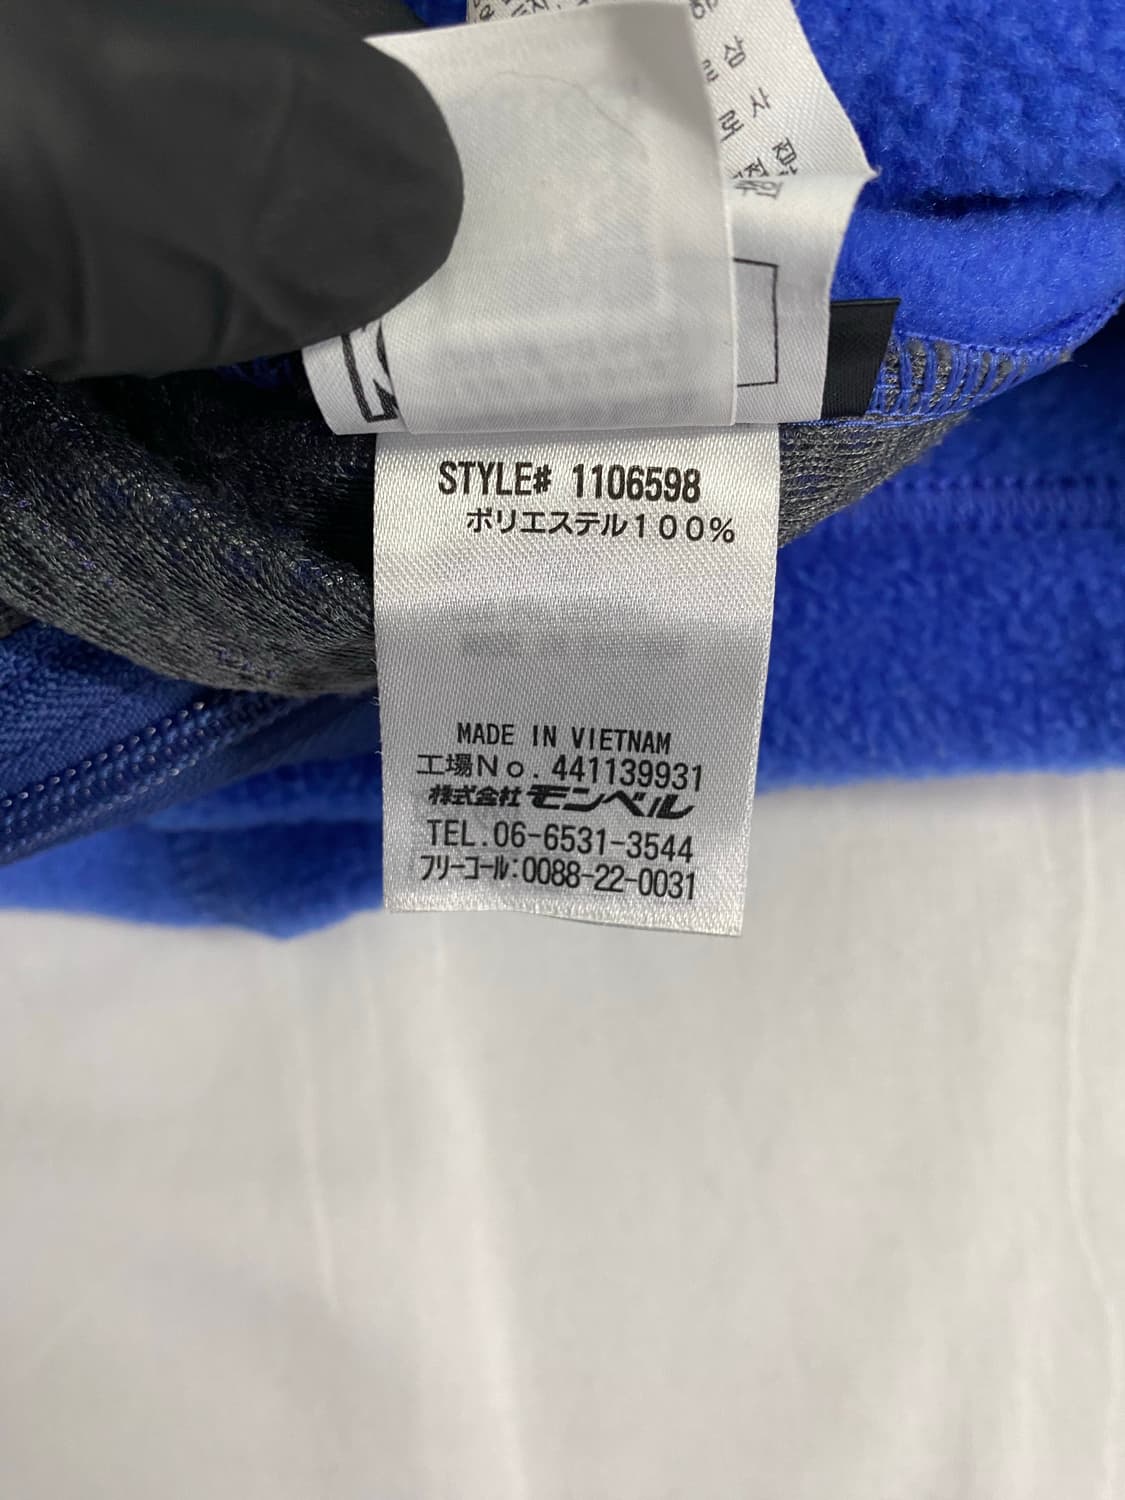 삼
사
STYLE# 1106598
ポリエステル100%
MADE IN VIETNAM
工場No.441139931
株式会社モンベル
TEL.06-6531-3544
フリーコール:0088-22-0031